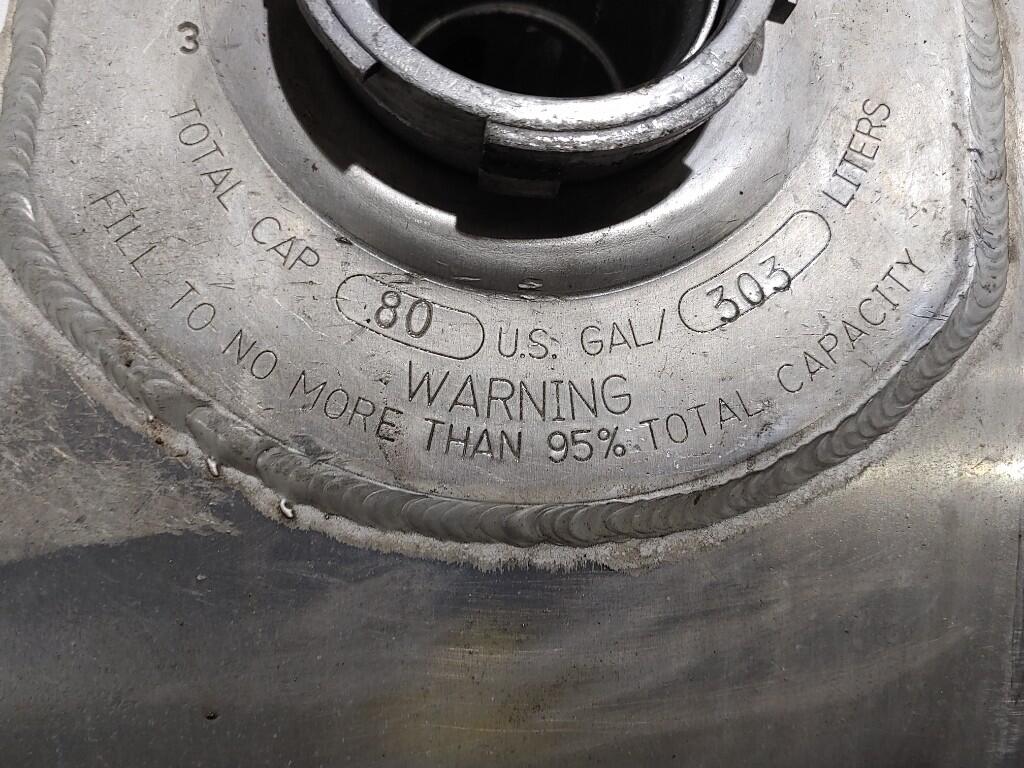 3
TOTAL CAP. 80 U.S. GAL/ 303 LITERS
WARNING
FILL TO NO MORE THAN 95% TOTAL CAPACITY